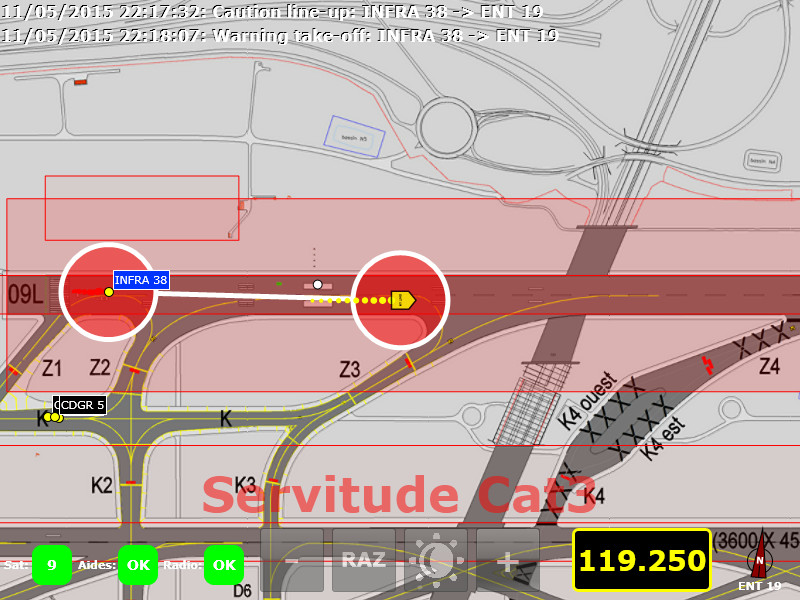 11/05/2015 22:17:32: Caution line-up: INFRA 38 -> ENT 19
11/05/2015 22:18:07: Warning take-off: INFRA 38 -> ENT 19
INFRA 38
09L
Z1
Z2
Z3
Z4
CDGR 5
K
K
K4 ouest
K4 est
K2
K3
K4
Servitude Cat3
(3600 X 45
Sat: 9 Aides: OK Radio: OK
-
RAZ
+
119.250
N
ENT 19
D6